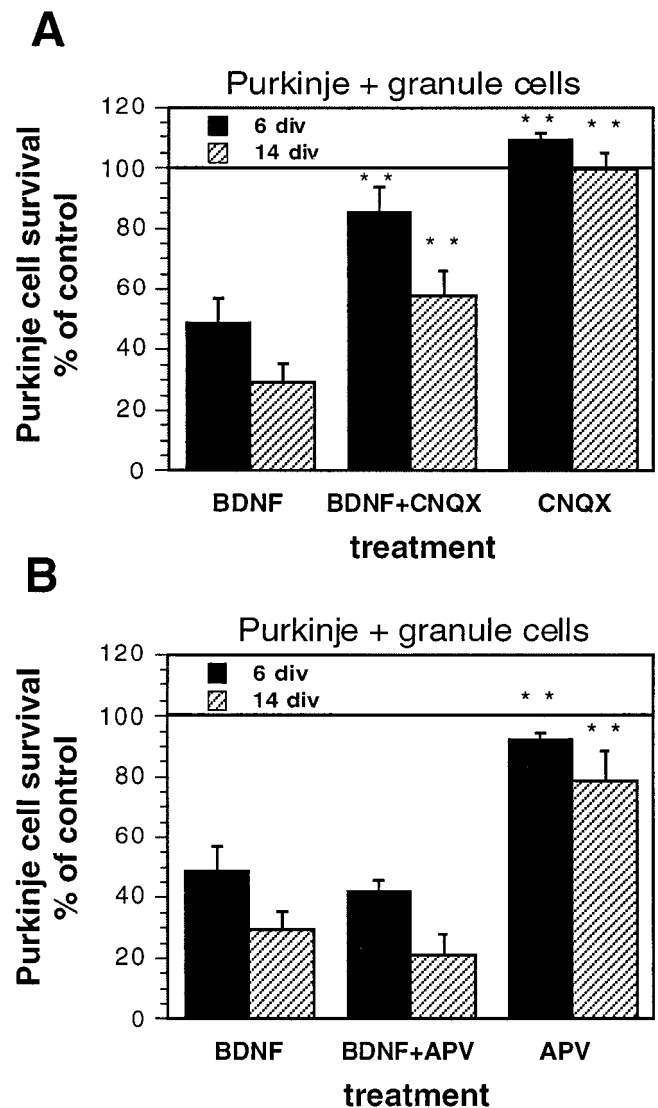 A
Purkinje + granule cells
Purkinje cell survival
% of control
120
100
80
60
40
20
0
6 div
14 div
* *
* *
* *
* *
BDNF BDNF+CNQX CNQX
treatment
B
Purkinje + granule cells
Purkinje cell survival
% of control
120
100
80
60
40
20
0
6 div
14 div
* *
* *
BDNF BDNF+APV APV
treatment